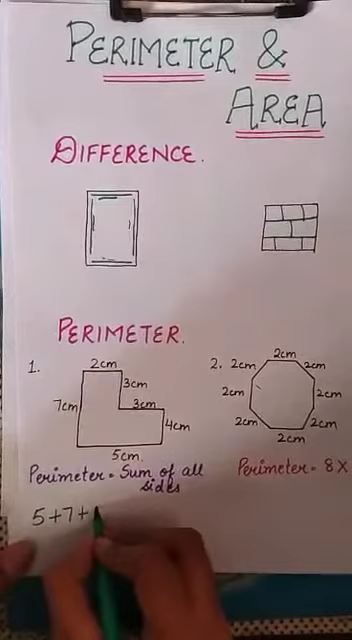 PERIMETER &
AREA
DIFFERENCE.
PERIMETER.
1. 2cm
3cm
7cm 3cm
4cm
5cm.
Perimeter = Sum of all
sides
5+7+
2. 2cm 2cm 2cm
2cm 2cm
2cm 2cm
2cm
Perimeter = 8 X